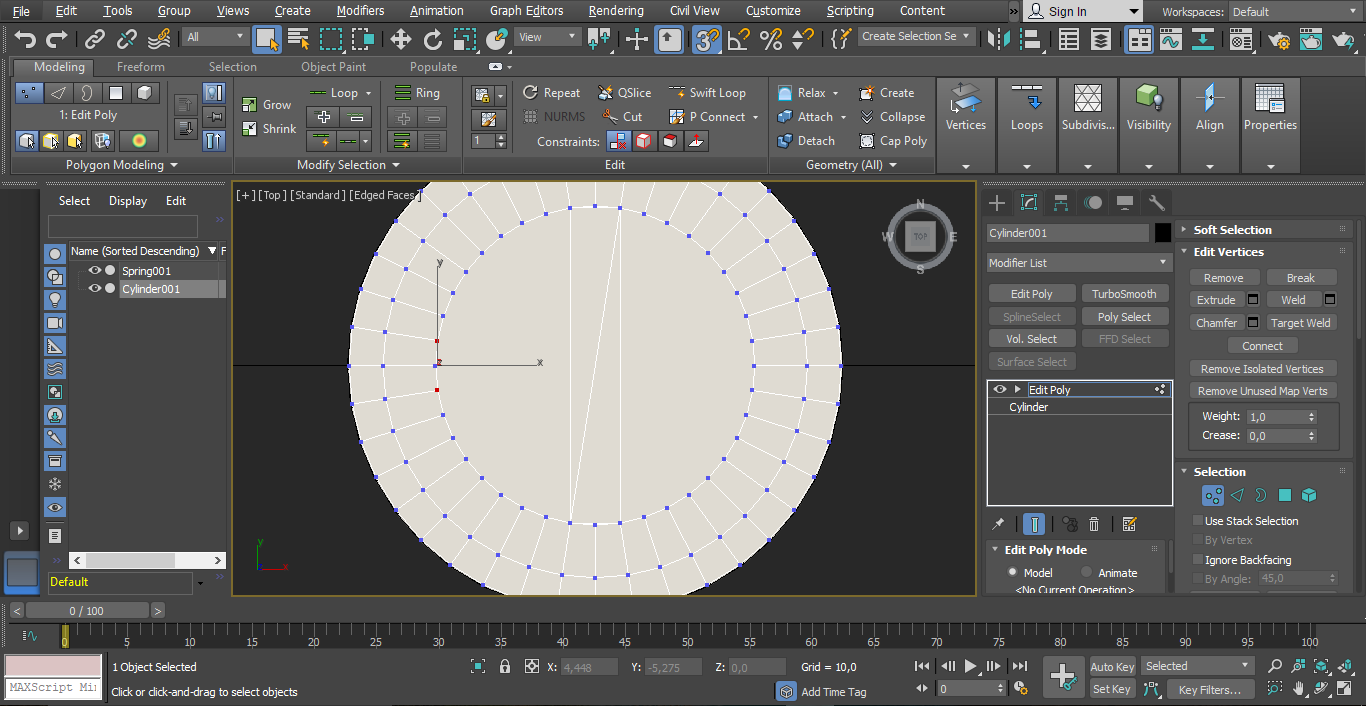 File Edit Tools Group Views Create Modifiers Animation Graph Editors Rendering Civil View Customize Scripting Content » Sign In Workspaces: Default
All View Create Selection Se
Modeling Freeform Selection Object Paint Populate
1: Edit Poly
Polygon Modeling
Grow
Shrink
Loop Ring
Modify Selection
1
Repeat QSlice Swift Loop
NURMS Cut P Connect
Constraints:
Edit
Relax Create
Attach Collapse
Detach Cap Poly
Geometry (All)
Vertices Loops Subdivis... Visibility Align Properties
Select Display Edit
Name (Sorted Descending) F
Spring001
Cylinder001
Default
[+] [Top] [Standard] [Edged Faces]
N
W TOP E
S
y
z x
y
x
Cylinder001
Modifier List
Edit Poly TurboSmooth
SplineSelect Poly Select
Vol. Select FFD Select
Surface Select
Edit Poly
Cylinder
Edit Poly Mode
Model Animate
<No Current Operation>
Soft Selection
Edit Vertices
Remove Break
Extrude Weld
Chamfer Target Weld
Connect
Remove Isolated Vertices
Remove Unused Map Verts
Weight: 1,0
Crease: 0,0
Selection
Use Stack Selection
By Vertex
Ignore Backfacing
By Angle: 45,0
< 0 / 100 >
0 5 10 15 20 25 30 35 40 45 50 55 60 65 70 75 80 85 90 95 100
1 Object Selected X: 4,448 Y: -5,275 Z: 0,0 Grid = 10,0 Auto Key Selected
MAXScript Mi Click or click-and-drag to select objects Add Time Tag 0 Set Key Key Filters...